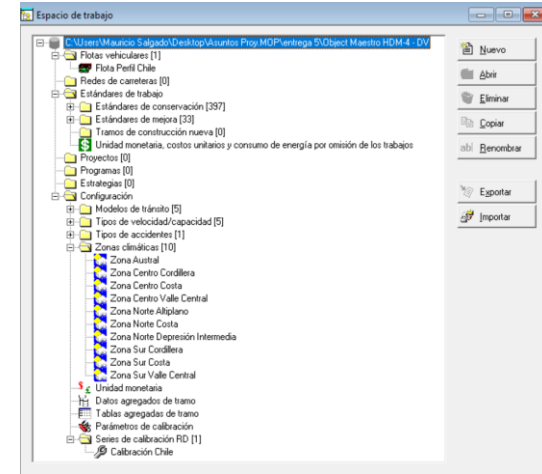 Espacio de trabajo
C:\Users\Mauricio Salgado\Desktop\Asuntos Proy.MOP\entrega 5\Object Maestro HDM-4 - DV
Flotas vehiculares [1]
Flota Perfil Chile
Redes de carreteras [0]
Estándares de trabajo
Estándares de conservación [397]
Estándares de mejora [33]
Tramos de construcción nueva [0]
Unidad monetaria, costos unitarios y consumo de energía por omisión de los trabajos
Proyectos [0]
Programas [0]
Estrategias [0]
Configuración
Modelos de tránsito [5]
Tipos de velocidad/capacidad [5]
Tipos de accidentes [1]
Zonas climáticas [10]
Zona Austral
Zona Centro Cordillera
Zona Centro Costa
Zona Centro Valle Central
Zona Norte Altiplano
Zona Norte Costa
Zona Norte Depresión Intermedia
Zona Sur Cordillera
Zona Sur Costa
Zona Sur Valle Central
Unidad monetaria
Datos agregados de tramo
Tablas agregadas de tramo
Parámetros de calibración
Series de calibración RD [1]
Calibración Chile
Nuevo
Abrir
Eliminar
Copiar
Renombrar
Exportar
Importar